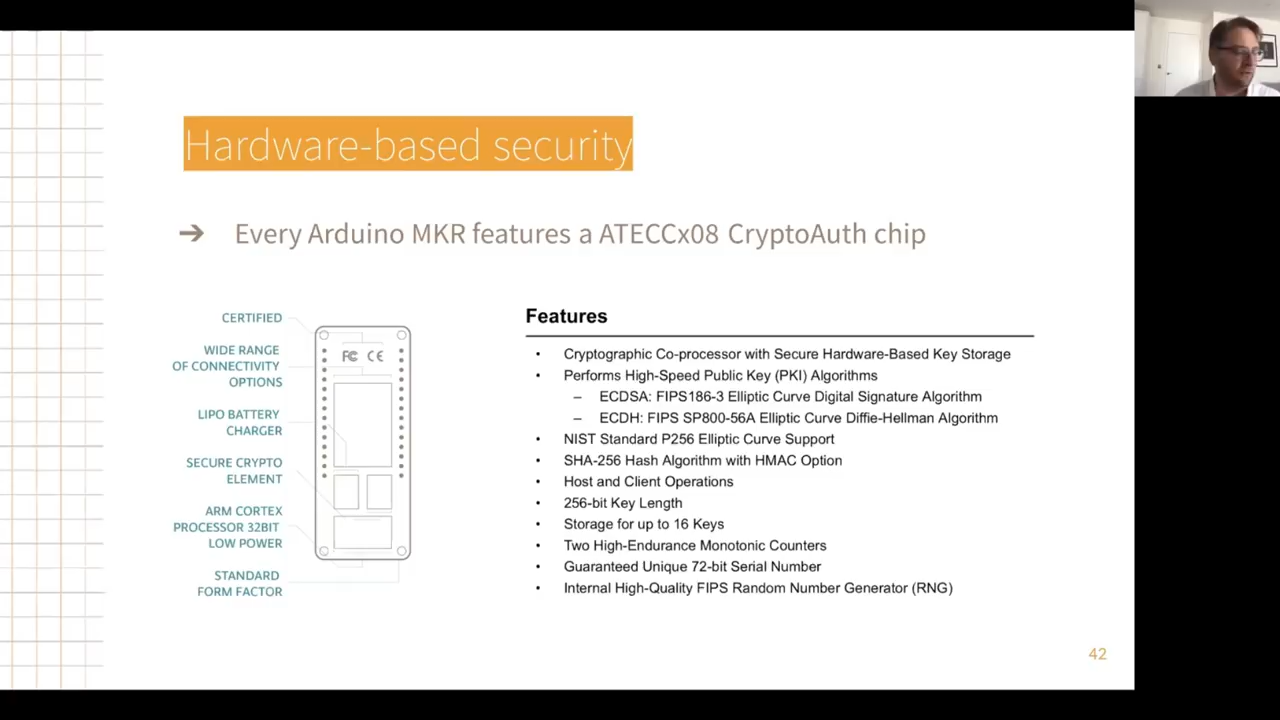 Hardware-based security
➔ Every Arduino MKR features a ATECCx08 CryptoAuth chip
CERTIFIED
WIDE RANGE
OF CONNECTIVITY
OPTIONS
LIPO BATTERY
CHARGER
SECURE CRYPTO
ELEMENT
ARM CORTEX
PROCESSOR 32BIT
LOW POWER
STANDARD
FORM FACTOR
FC CE
Features
• Cryptographic Co-processor with Secure Hardware-Based Key Storage
• Performs High-Speed Public Key (PKI) Algorithms
– ECDSA: FIPS186-3 Elliptic Curve Digital Signature Algorithm
– ECDH: FIPS SP800-56A Elliptic Curve Diffie-Hellman Algorithm
• NIST Standard P256 Elliptic Curve Support
• SHA-256 Hash Algorithm with HMAC Option
• Host and Client Operations
• 256-bit Key Length
• Storage for up to 16 Keys
• Two High-Endurance Monotonic Counters
• Guaranteed Unique 72-bit Serial Number
• Internal High-Quality FIPS Random Number Generator (RNG)
42